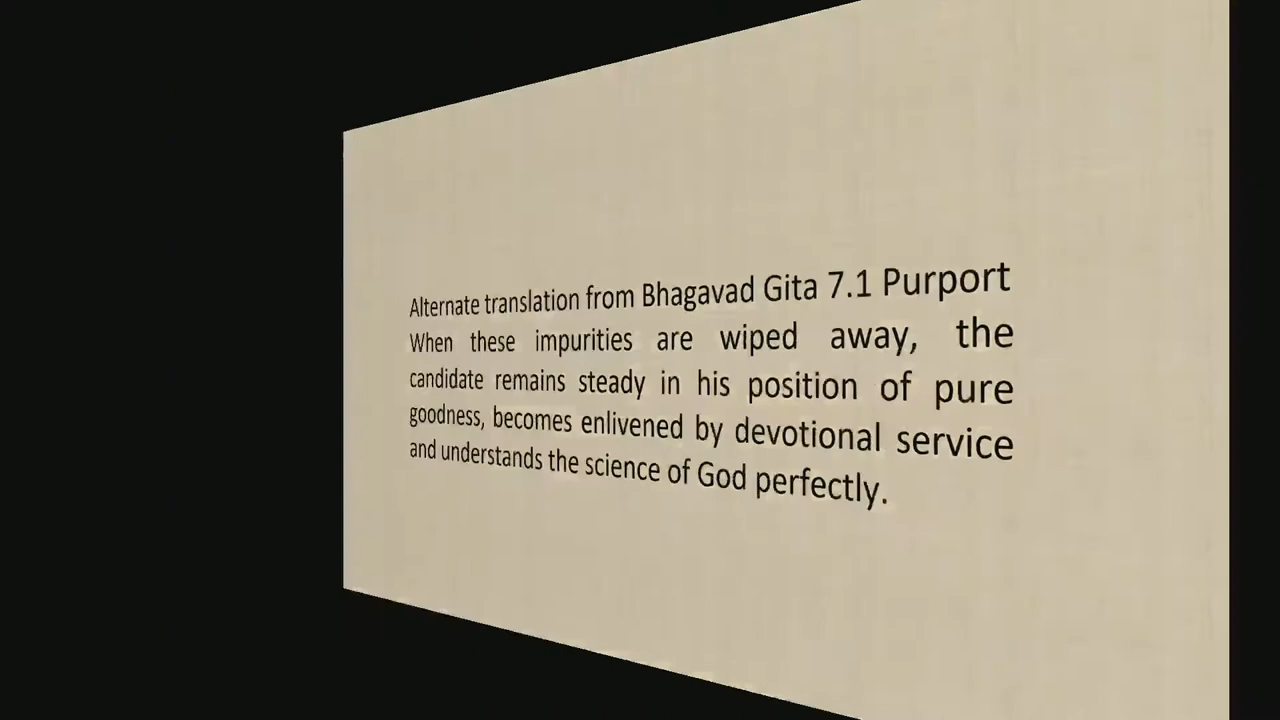 Alternate translation from Bhagavad Gita 7.1 Purport
When these impurities are wiped away, the
candidate remains steady in his position of pure
goodness, becomes enlivened by devotional service
and understands the science of God perfectly.